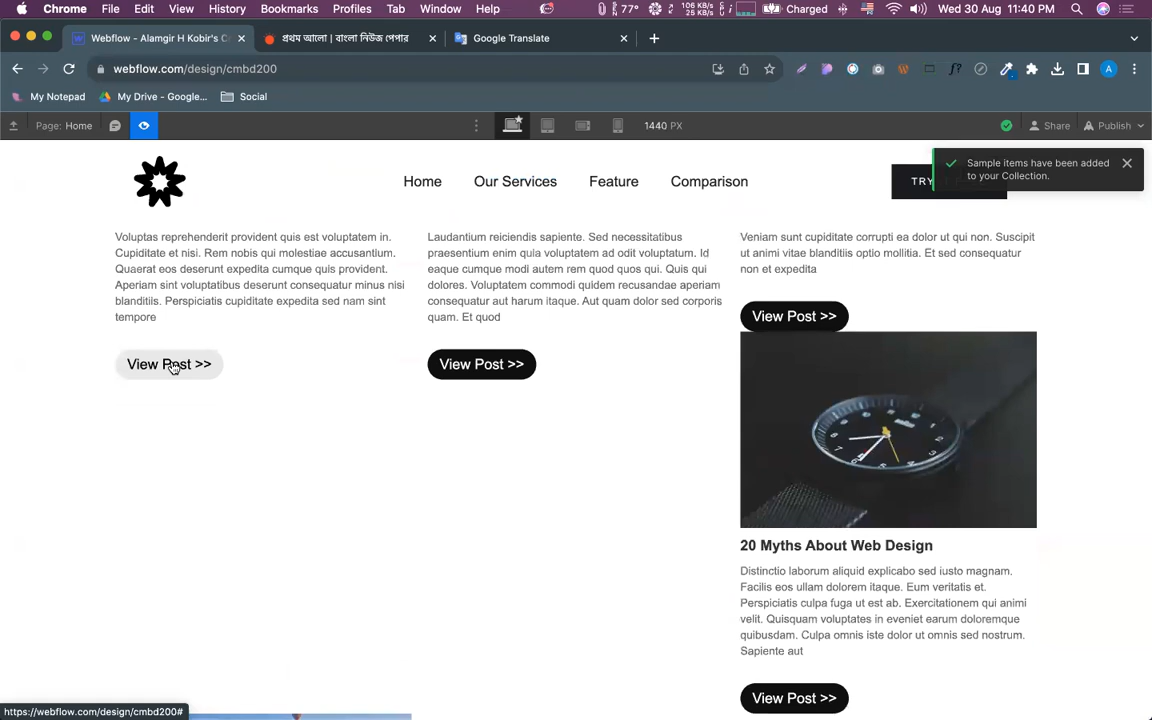 Chrome File Edit View History Bookmarks Profiles Tab Window Help
77° 106 KB/s 25 KB/s Charged Wed 30 Aug 11:40 PM
Webflow - Alamgir H Kobir's C
প্রথম আলো | বাংলা নিউজ পেপার
Google Translate
webflow.com/design/cmbd200
My Notepad My Drive - Google... Social
Page: Home 1440 PX Share Publish
Sample items have been added
to your Collection.
Home Our Services Feature Comparison
TRY
Voluptas reprehenderit provident quis est voluptatem in.
Cupiditate et nisi. Rem nobis qui molestiae accusantium.
Quaerat eos deserunt expedita cumque quis provident.
Aperiam sint voluptatibus deserunt consequatur minus nisi
blanditiis. Perspiciatis cupiditate expedita sed nam sint
tempore
View Post >>
Laudantium reiciendis sapiente. Sed necessitatibus
praesentium enim quia voluptatem ad odit voluptatum. Id
eaque cumque modi autem rem quod quos qui. Quis qui
dolores. Voluptatem commodi quidem recusandae aperiam
consequatur aut harum itaque. Aut quam dolor sed corporis
quam. Et quod
View Post >>
Veniam sunt cupiditate corrupti ea dolor ut qui non. Suscipit
ut animi vitae blanditiis optio mollitia. Et sed consequatur
non et expedita
View Post >>
20 Myths About Web Design
Distinctio laborum aliquid explicabo sed iusto magnam.
Facilis eos ullam dolorem itaque. Eum veritatis et.
Perspiciatis culpa fuga ut est ab. Exercitationem qui animi
velit. Quisquam voluptates in eveniet earum doloremque
quibusdam. Culpa omnis iste dolor ut omnis sed nostrum.
Sapiente aut
View Post >>
https://webflow.com/design/cmbd200#